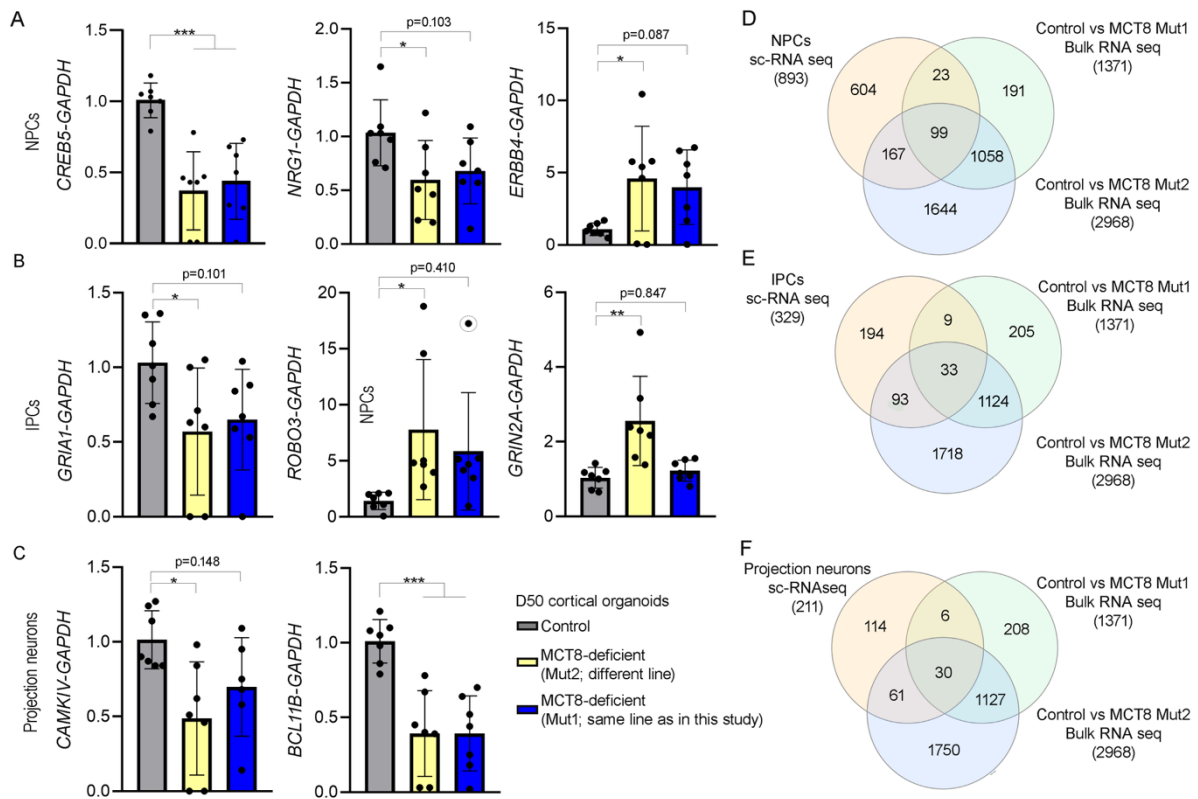 A
NPCs
CREB5-GAPDH
1.5
1.0
0.5
0.0
***
NRG1-GAPDH
2.0
1.5
1.0
0.5
0.0
p=0.103
*
ERBB4-GAPDH
15
10
5
0
p=0.087
*
B
IPCs
GRIA1-GAPDH
1.5
1.0
0.5
0.0
p=0.101
*
ROBO3-GAPDH
NPCs
20
15
10
5
0
p=0.410
*
GRIN2A-GAPDH
6
4
2
0
p=0.847
**
C
Projection neurons
CAMKIV-GAPDH
1.5
1.0
0.5
0.0
p=0.148
*
BCL11B-GAPDH
1.5
1.0
0.5
0.0
***
D50 cortical organoids
Control
MCT8-deficient
(Mut2; different line)
MCT8-deficient
(Mut1; same line as in this study)
D
NPCs
sc-RNA seq
(893)
Control vs MCT8 Mut1
Bulk RNA seq
(1371)
604
23
191
99
167
1058
1644
Control vs MCT8 Mut2
Bulk RNA seq
(2968)
E
IPCs
sc-RNA seq
(329)
Control vs MCT8 Mut1
Bulk RNA seq
(1371)
194
9
205
33
93
1124
1718
Control vs MCT8 Mut2
Bulk RNA seq
(2968)
F
Projection neurons
sc-RNAseq
(211)
Control vs MCT8 Mut1
Bulk RNA seq
(1371)
114
6
208
30
61
1127
1750
Control vs MCT8 Mut2
Bulk RNA seq
(2968)